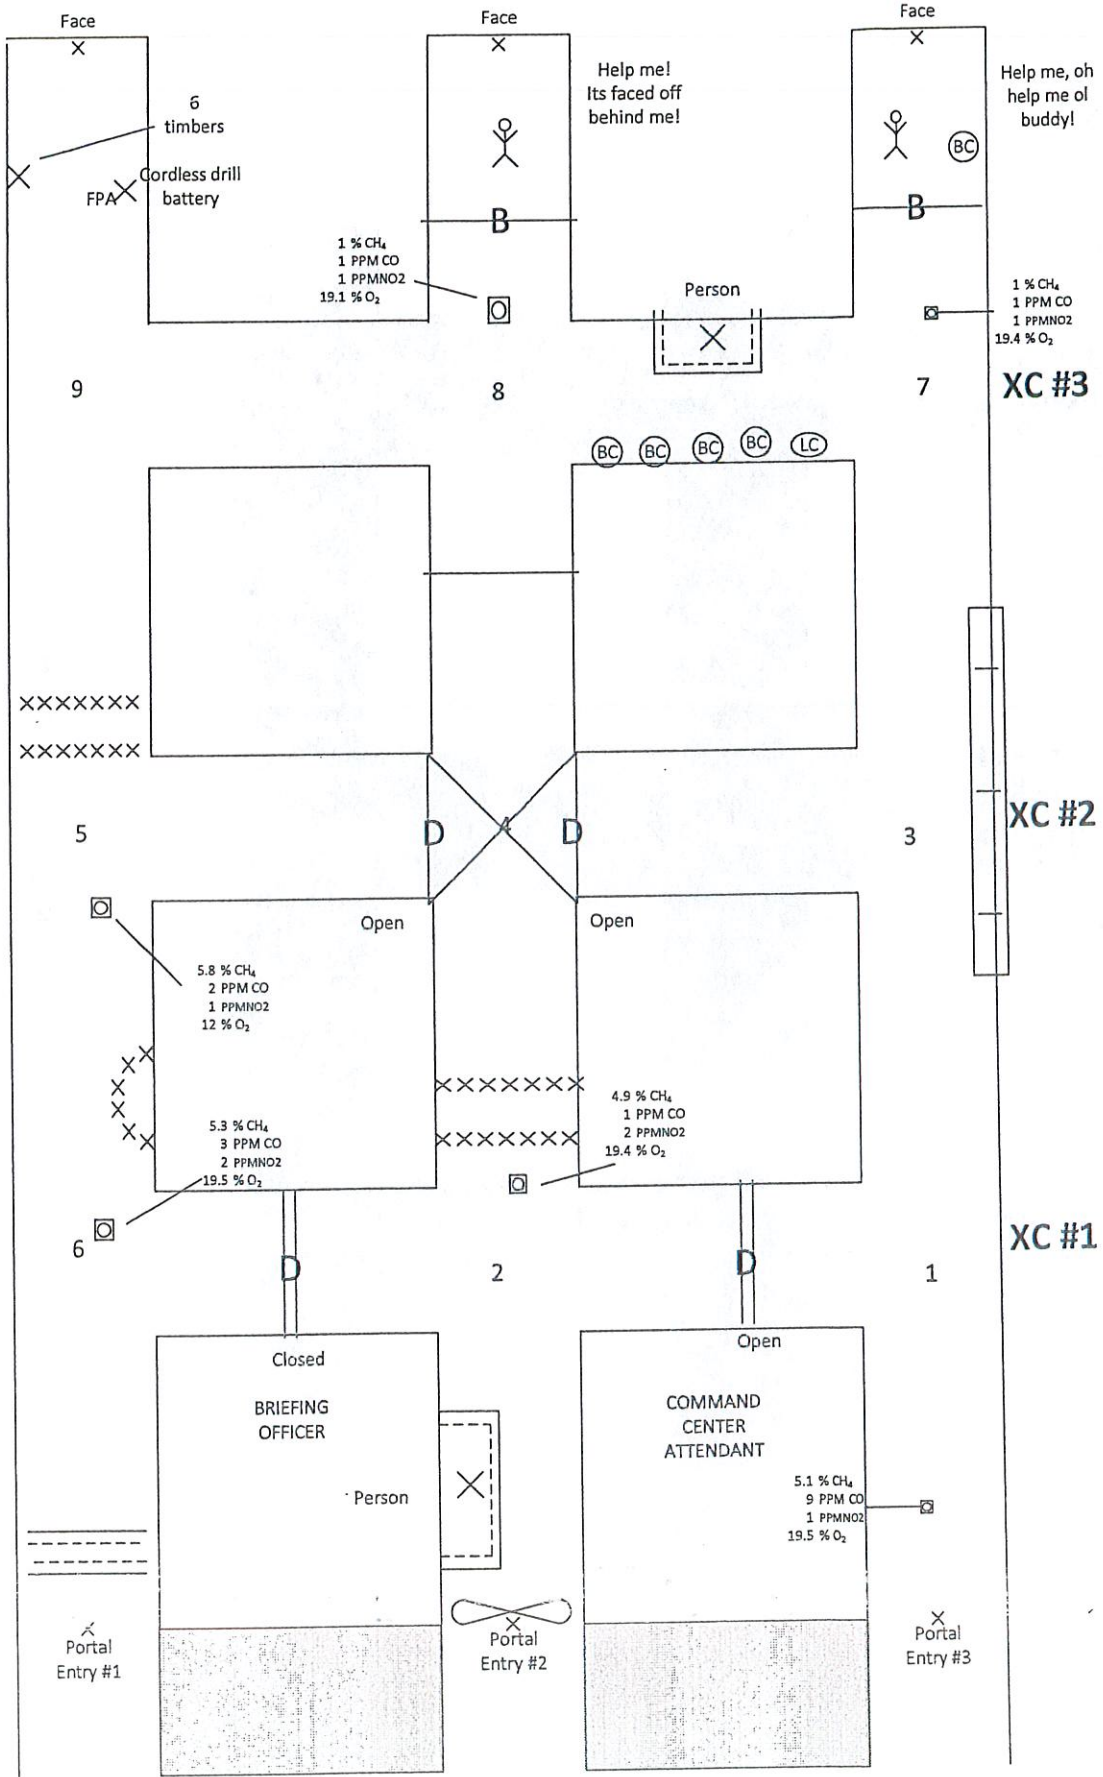 Face
Face
Face
6
timbers
Help me!
Its faced off
behind me!
Help me, oh
help me ol
buddy!
BC
Cordless drill
battery
FPA
B
B
1 % CH₄
1 PPM CO
1 PPMNO2
19.1 % O₂
Person
1 % CH₄
1 PPM CO
1 PPMNO2
19.4 % O₂
9
8
7
XC #3
BC
BC
BC
BC
LC
5
D
4
D
3
XC #2
Open
Open
5.8 % CH₄
2 PPM CO
1 PPMNO2
12 % O₂
5.3 % CH₄
3 PPM CO
2 PPMNO2
19.5 % O₂
4.9 % CH₄
1 PPM CO
2 PPMNO2
19.4 % O₂
6
D
2
D
1
XC #1
Closed
Open
BRIEFING
OFFICER
COMMAND
CENTER
ATTENDANT
Person
5.1 % CH₄
9 PPM CO
1 PPMNO2
19.5 % O₂
Portal
Entry #1
Portal
Entry #2
Portal
Entry #3